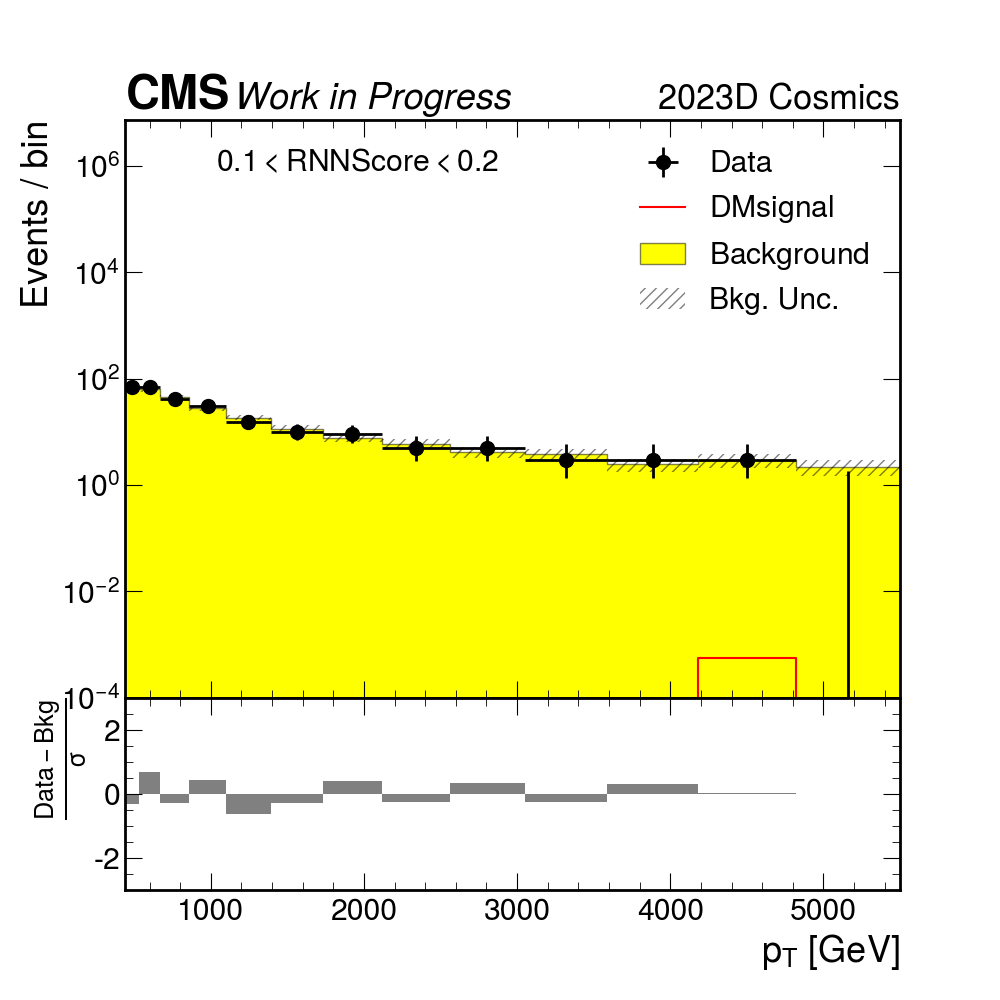 CMS Work in Progress 2023D Cosmics
Events / bin
0.1 < RNNScore < 0.2
Data
DMsignal
Background
Bkg. Unc.
10⁶
10⁴
10²
10⁰
10⁻²
10⁻⁴
Data – Bkg
σ
2
0
-2
1000 2000 3000 4000 5000
p_T [GeV]